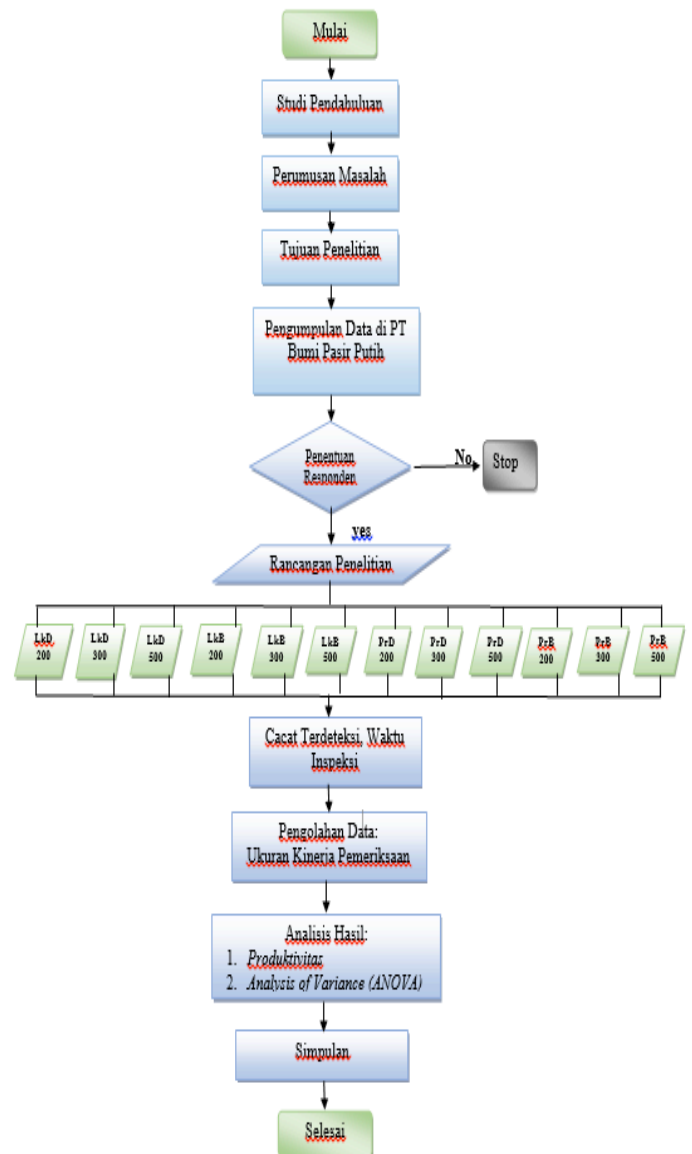 Mulai
Studi Pendahuluan
Perumusan Masalah
Tujuan Penelitian
Pengumpulan Data di PT
Bumi Pasir Putih
Penentuan
Responden
No
Stop
yes
Rancangan Penelitian
LkD
200
LkD
300
LkD
500
LkB
200
LkB
300
LkB
500
PrD
200
PrD
300
PrD
500
PrB
200
PrB
300
PrB
500
Cacat Terdeteksi, Waktu
Inspeksi
Pengolahan Data:
Ukuran Kinerja Pemeriksaan
Analisis Hasil:
1. Produktivitas
2. Analysis of Variance (ANOVA)
Simpulan
Selesai